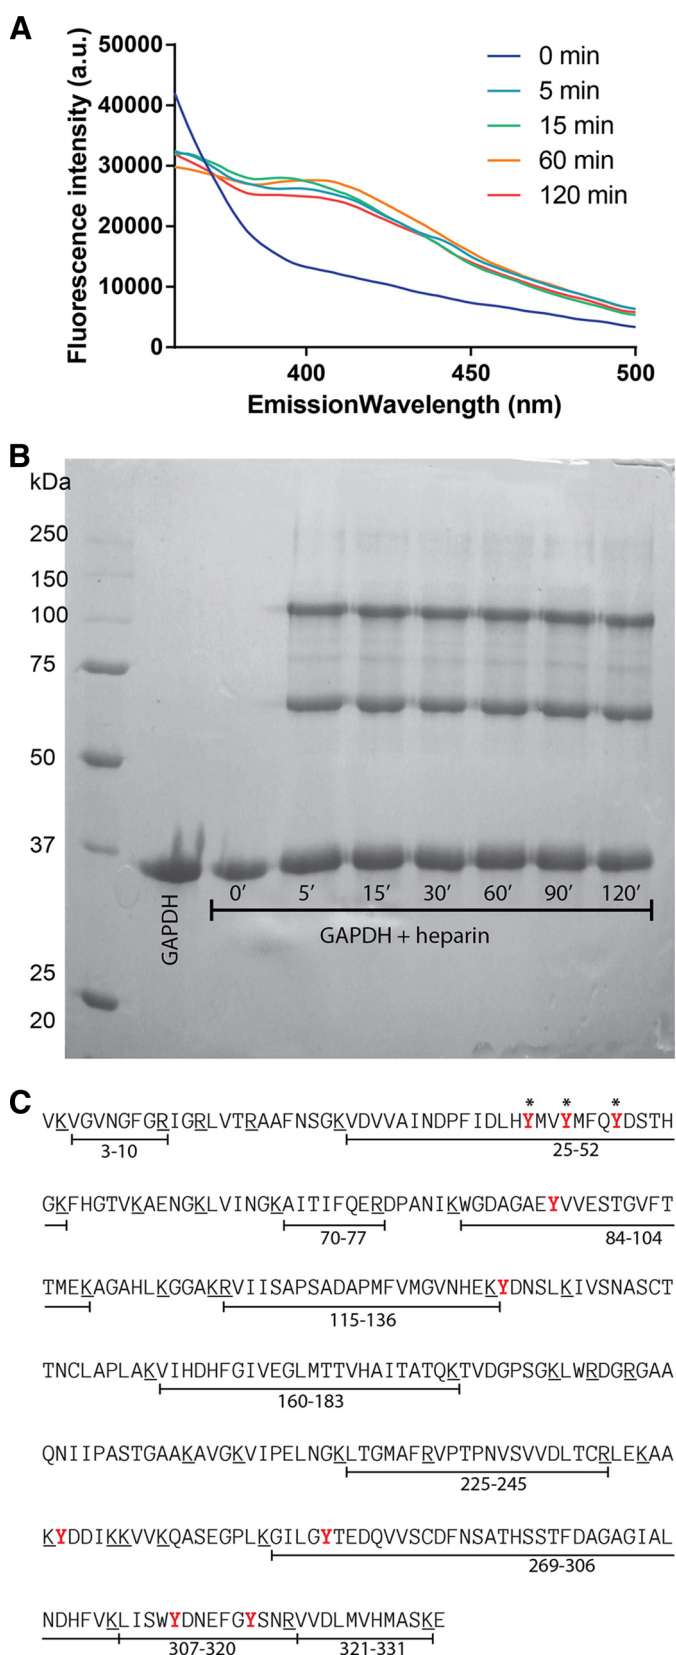 A
Fluorescence intensity (a.u.)
50000
40000
30000
20000
10000
0
0 min
5 min
15 min
60 min
120 min
400
450
500
EmissionWavelength (nm)
B
kDa
250
150
100
75
50
37
25
20
GAPDH
0′ 5′ 15′ 30′ 60′ 90′ 120′
GAPDH + heparin
C
* * *
VKVGVNGFGRIGRLVTRAAFNSGKVDVVAINDPFIDLHYMVYMFQYDSTH
3-10 25-52
GKFHGTVKAENGKLVINGKAITIFQERDPANIKWGDAGAEYVVESTGVFT
70-77 84-104
TMEKAGAHLKGGAKRVIISAPSADAPMFVMGVNHEKYDNSLKIVSNASCT
115-136
TNCLAPLAKVIHDHFGIVEGLMTTVHAITATQKTVDGPSGKLWRDGRGAA
160-183
QNIIPASTGAAKAVGKVIPELNGKLTGMAFRVPTPNVSVVDLTCRLEKAA
225-245
KYDDIKKVVKQASEGPLKGILGYTEDQVVSCDFNSATHSSTFDAGAGIAL
269-306
NDHFVKLISWYDNEFGYSNRVVDLMVHMASKE
307-320 321-331